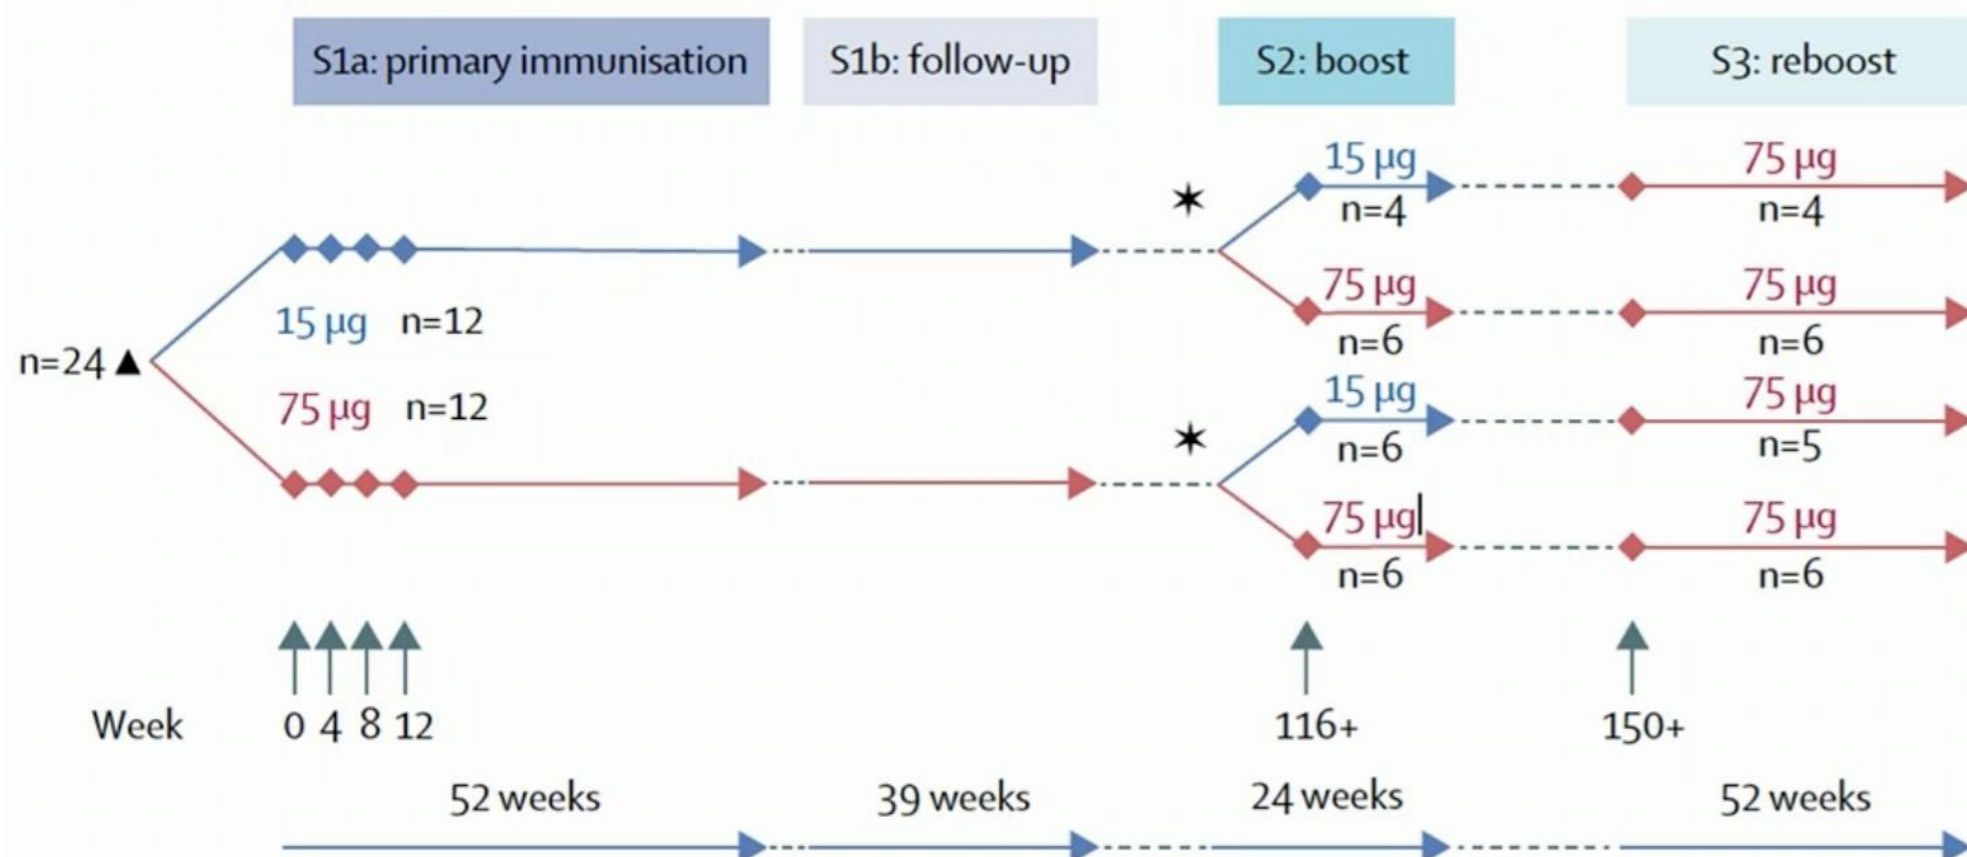 S1a: primary immunisation
S1b: follow-up
S2: boost
S3: reboost
15 µg
n=4
75 µg
n=4
75 µg
n=6
75 µg
n=6
15 µg n=12
n=24
75 µg n=12
15 µg
n=6
75 µg
n=5
75 µg
n=6
75 µg
n=6
Week 0 4 8 12 116+ 150+
52 weeks 39 weeks 24 weeks 52 weeks